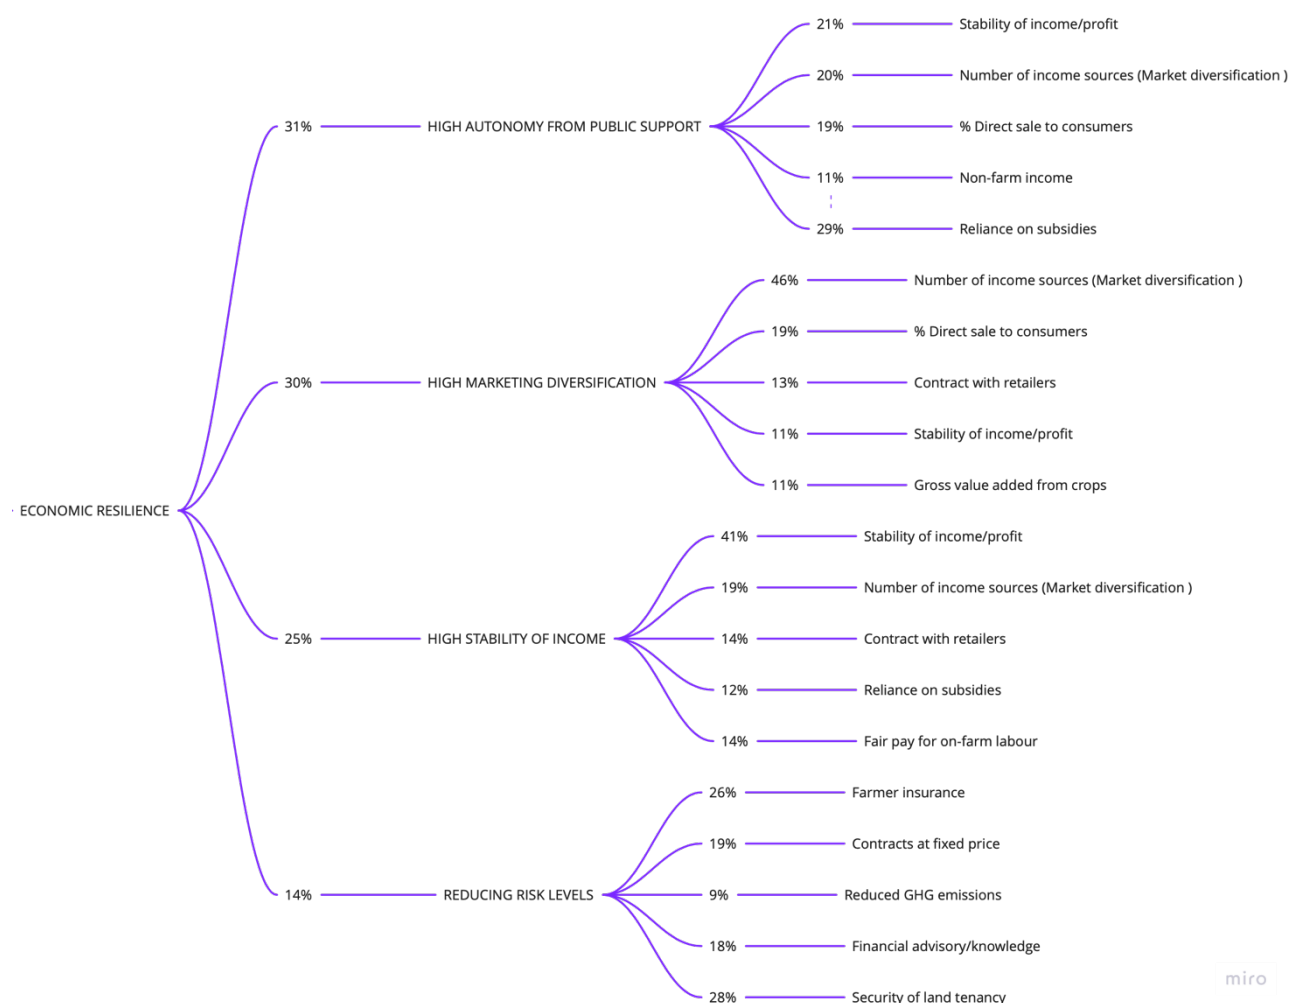 21% Stability of income/profit
20% Number of income sources (Market diversification )
31% HIGH AUTONOMY FROM PUBLIC SUPPORT 19% % Direct sale to consumers
11% Non-farm income
29% Reliance on subsidies
46% Number of income sources (Market diversification )
19% % Direct sale to consumers
30% HIGH MARKETING DIVERSIFICATION 13% Contract with retailers
11% Stability of income/profit
11% Gross value added from crops
ECONOMIC RESILIENCE
41% Stability of income/profit
19% Number of income sources (Market diversification )
25% HIGH STABILITY OF INCOME 14% Contract with retailers
12% Reliance on subsidies
14% Fair pay for on-farm labour
26% Farmer insurance
19% Contracts at fixed price
14% REDUCING RISK LEVELS 9% Reduced GHG emissions
18% Financial advisory/knowledge
28% Security of land tenancy
miro